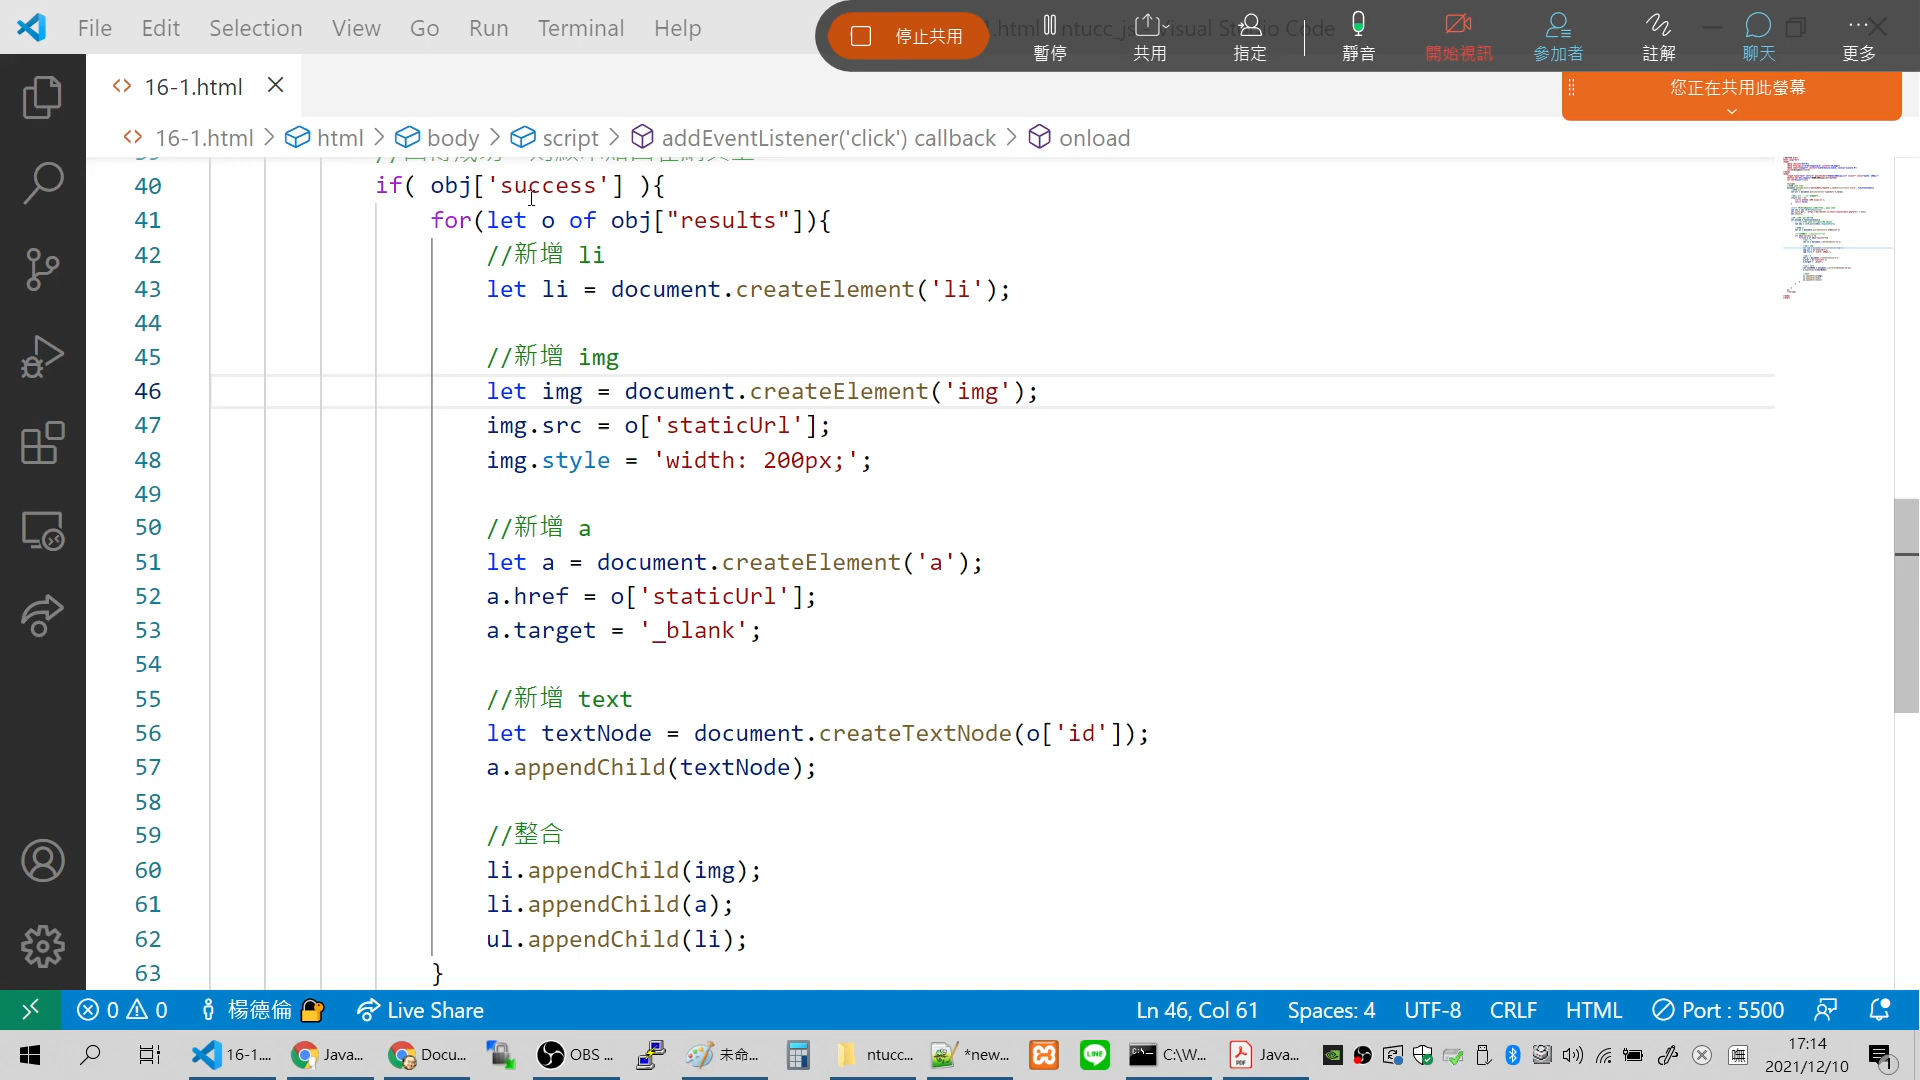 File Edit Selection View Go Run Terminal Help
停止共用
暫停
共用
指定
靜音
開始視訊
參加者
註解
聊天
更多
您正在共用此螢幕
16-1.html
16-1.html > html > body > script > addEventListener('click') callback > onload
40 if( obj['success'] ){
41 for(let o of obj["results"]){
42 //新增 li
43 let li = document.createElement('li');
44
45 //新增 img
46 let img = document.createElement('img');
47 img.src = o['staticUrl'];
48 img.style = 'width: 200px;';
49
50 //新增 a
51 let a = document.createElement('a');
52 a.href = o['staticUrl'];
53 a.target = '_blank';
54
55 //新增 text
56 let textNode = document.createTextNode(o['id']);
57 a.appendChild(textNode);
58
59 //整合
60 li.appendChild(img);
61 li.appendChild(a);
62 ul.appendChild(li);
63 }
0 0 楊德倫 Live Share Ln 46, Col 61 Spaces: 4 UTF-8 CRLF HTML Port : 5500
16-1.... Java... Docu... OBS ... 未命... ntucc... *new... LINE C:\W... Java... 17:14
2021/12/10 1